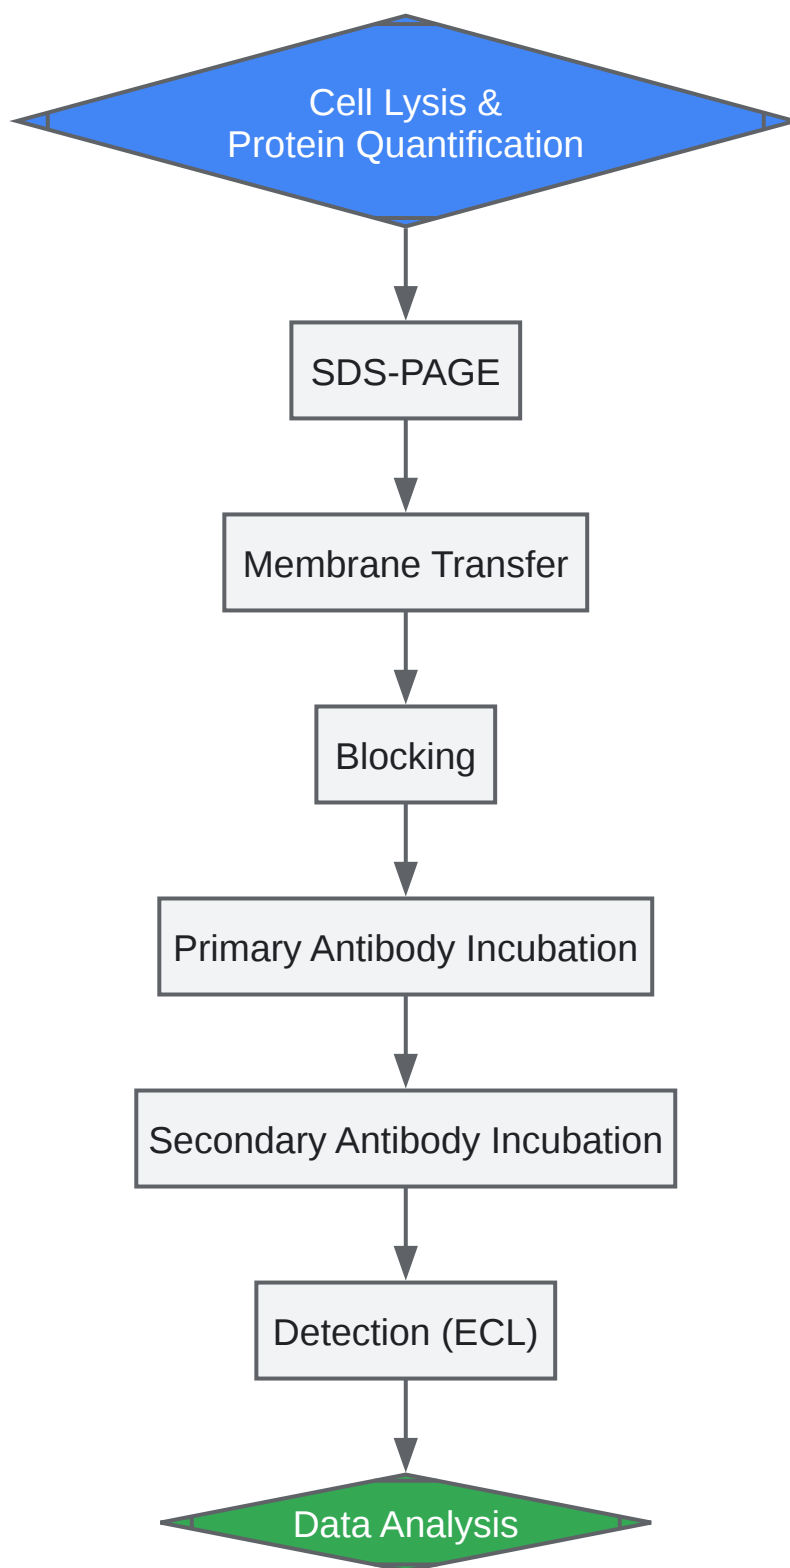 Cell Lysis &
Protein Quantification
SDS-PAGE
Membrane Transfer
Blocking
Primary Antibody Incubation
Secondary Antibody Incubation
Detection (ECL)
Data Analysis